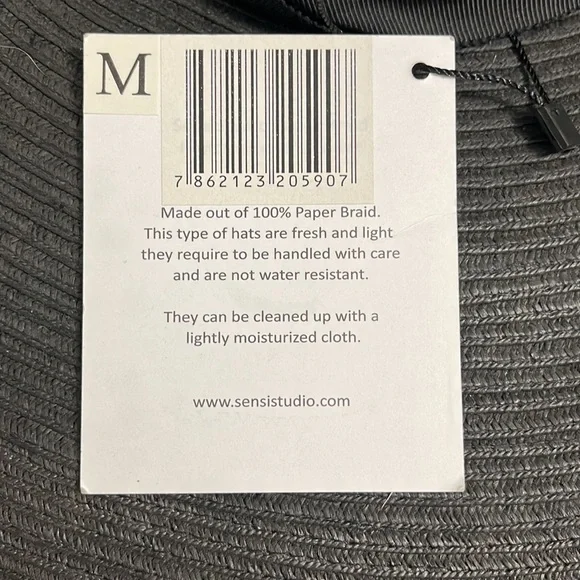 M
7 862123 205907
Made out of 100% Paper Braid.
This type of hats are fresh and light
they require to be handled with care
and are not water resistant.
They can be cleaned up with a
lightly moisturized cloth.
www.sensistudio.com